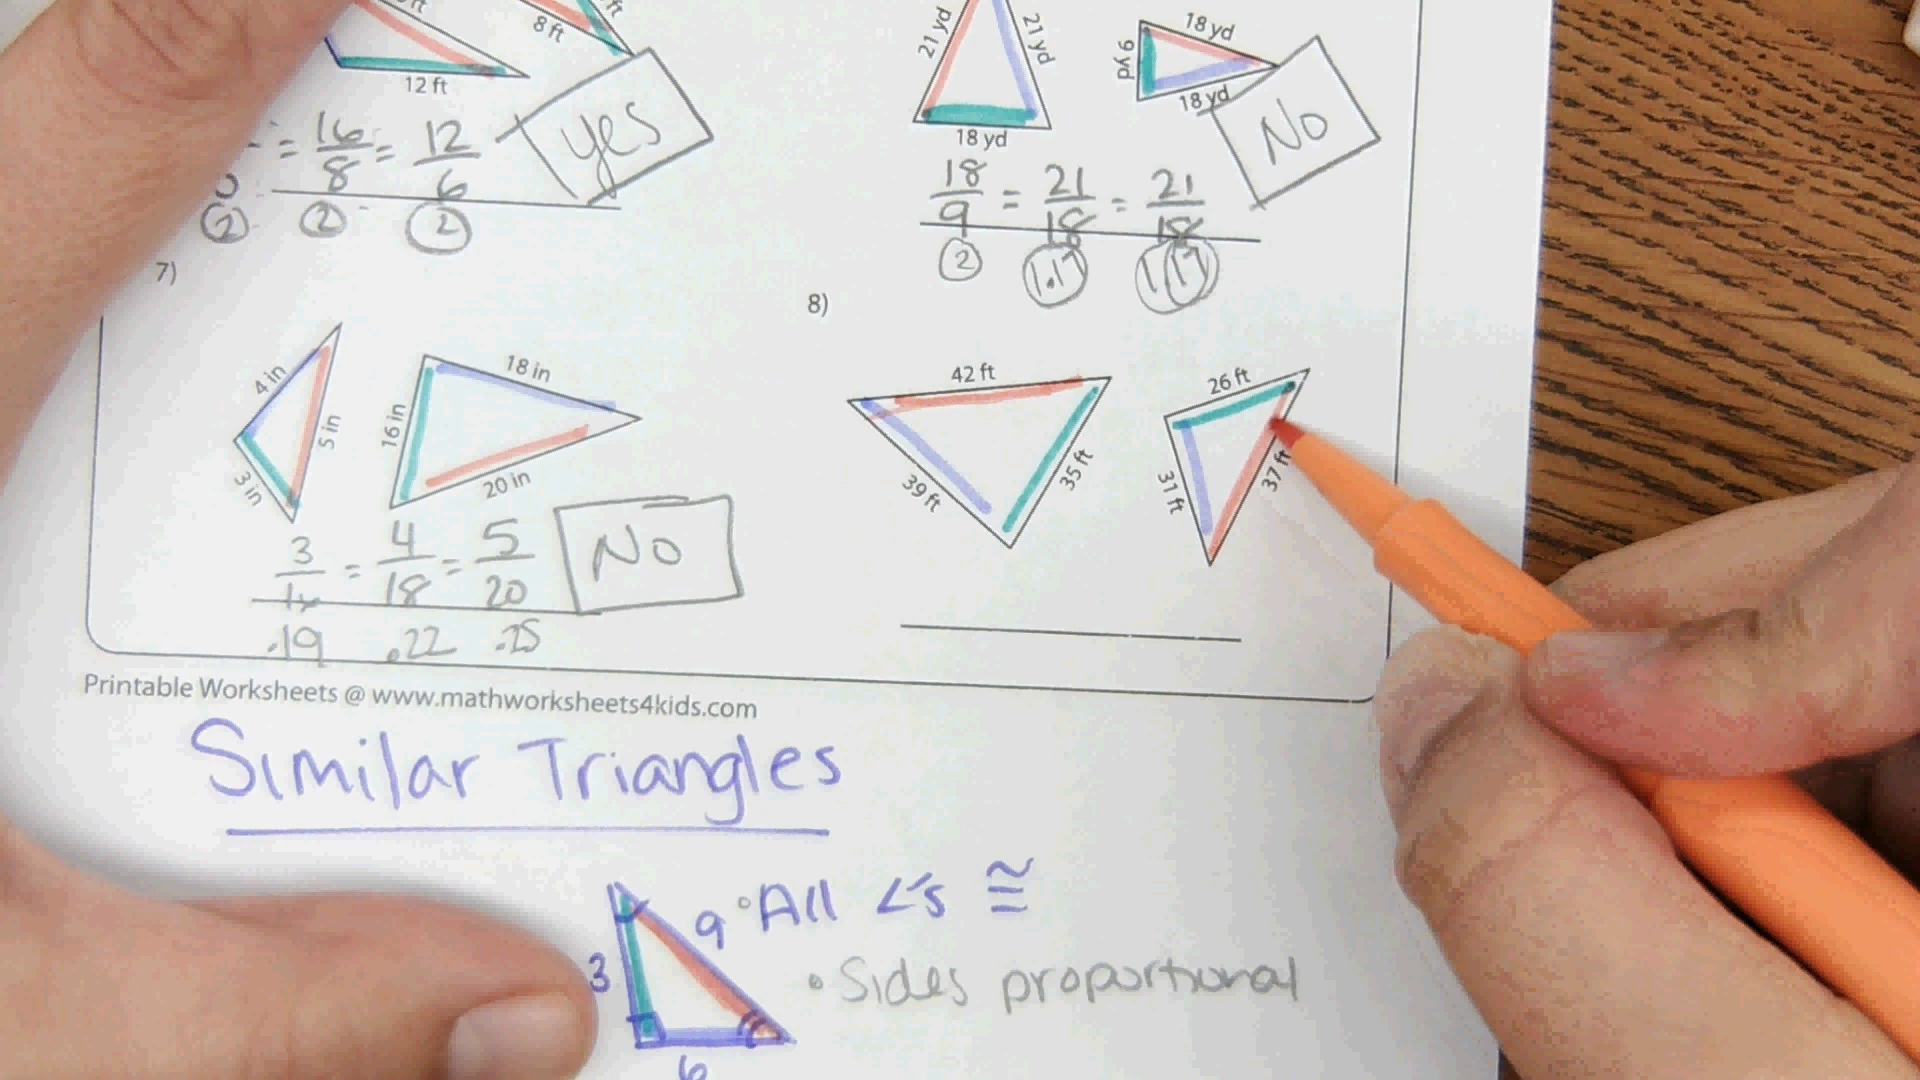 8 ft
12 ft
= 16/8 = 12/6
2 2 2
yes
21 yd
21 yd
18 yd
9 yd
18 yd
18 yd
No
18/9 = 21/18 = 21/18
2 1.17 1.17
7)
4 in
3 in
5 in
16 in
18 in
20 in
3/ = 4/18 = 5/20
.19 .22 .25
No
8)
42 ft
39 ft
35 ft
26 ft
31 ft
37 ft
Printable Worksheets @ www.mathworksheets4kids.com
Similar Triangles
3
9
6
• All ∠'s ≅
• Sides proportional